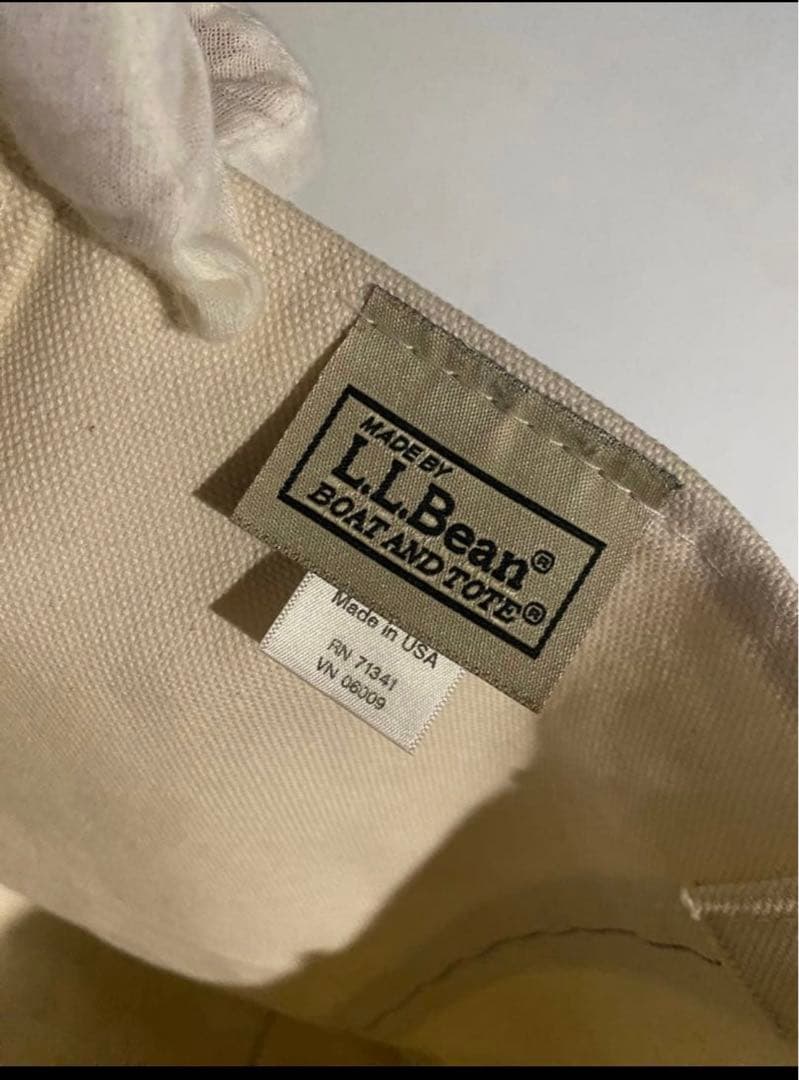 MADE BY
L.L.Bean®
BOAT AND TOTE®
Made in USA
RN 71341
VN 06009